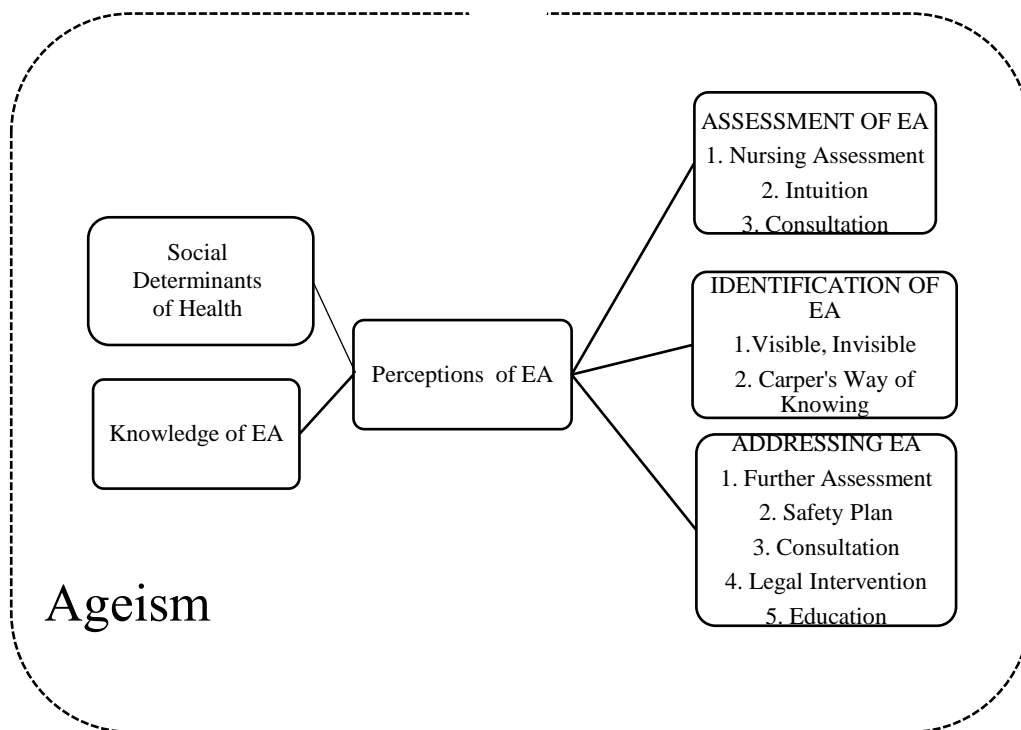 Social
Determinants
of Health
Knowledge of EA
Perceptions of EA
ASSESSMENT OF EA
1. Nursing Assessment
2. Intuition
3. Consultation
IDENTIFICATION OF
EA
1.Visible, Invisible
2. Carper's Way of
Knowing
ADDRESSING EA
1. Further Assessment
2. Safety Plan
3. Consultation
4. Legal Intervention
5. Education
Ageism